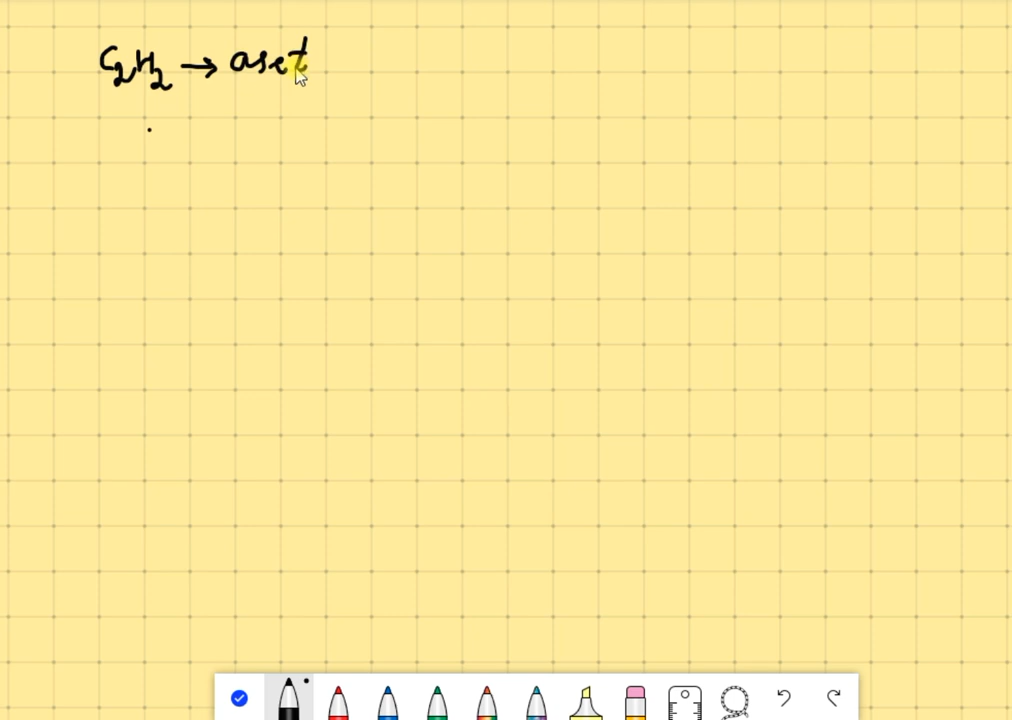 C₂H₂ → aset